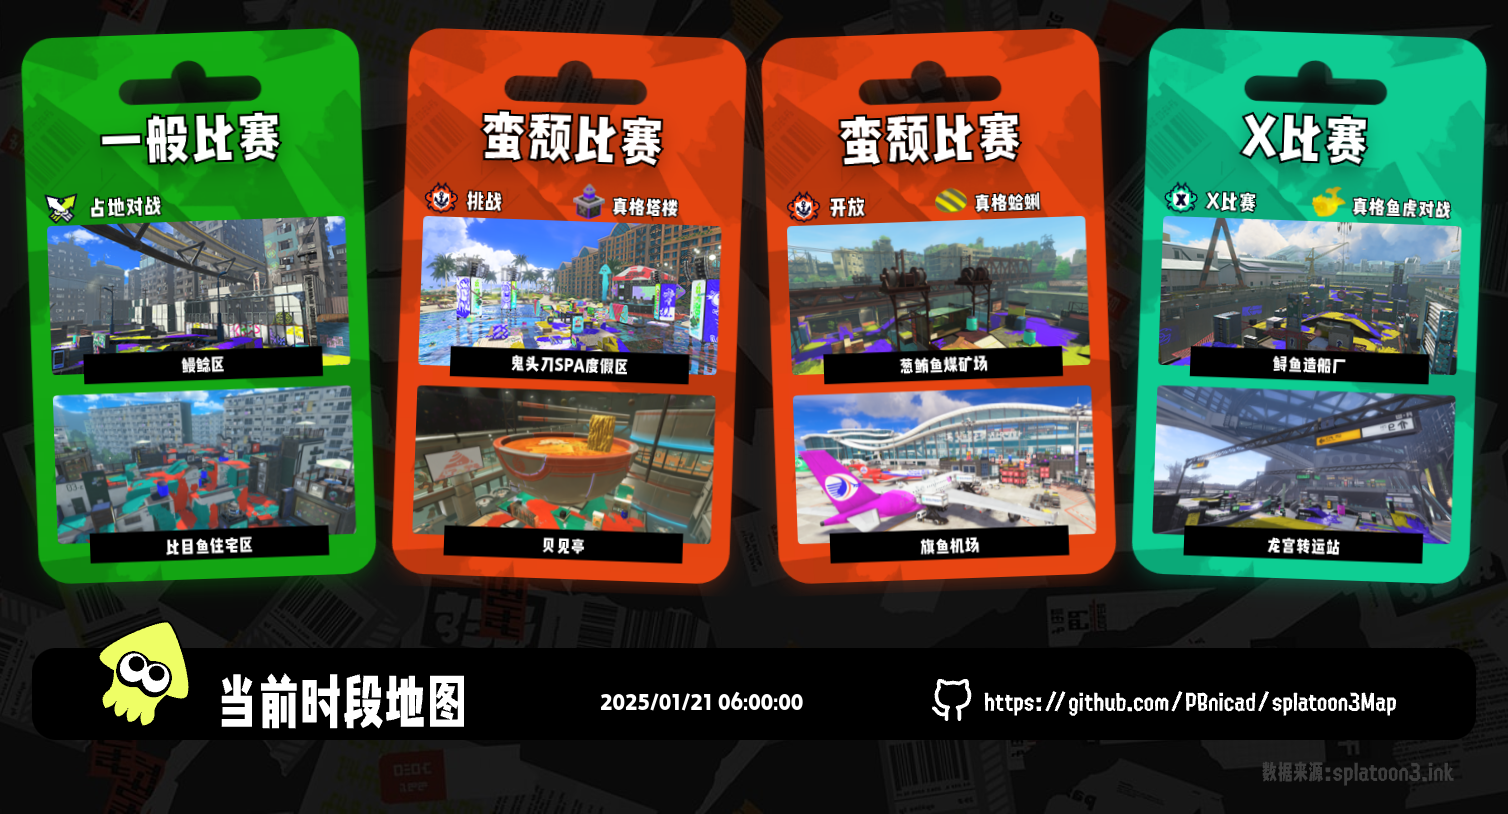 一般比赛
占地对战
鳗鲶区
比目鱼住宅区
蛮颓比赛
挑战
真格塔楼
鬼头刀SPA度假区
贝见亭
蛮颓比赛
开放
真格蛤蜊
葱鲔鱼煤矿场
旗鱼机场
X比赛
X比赛
真格鱼虎对战
鲟鱼造船厂
龙宫转运站
当前时段地图
2025/01/21 06:00:00
https://github.com/PBnicad/splatoon3Map
数据来源:splatoon3.ink